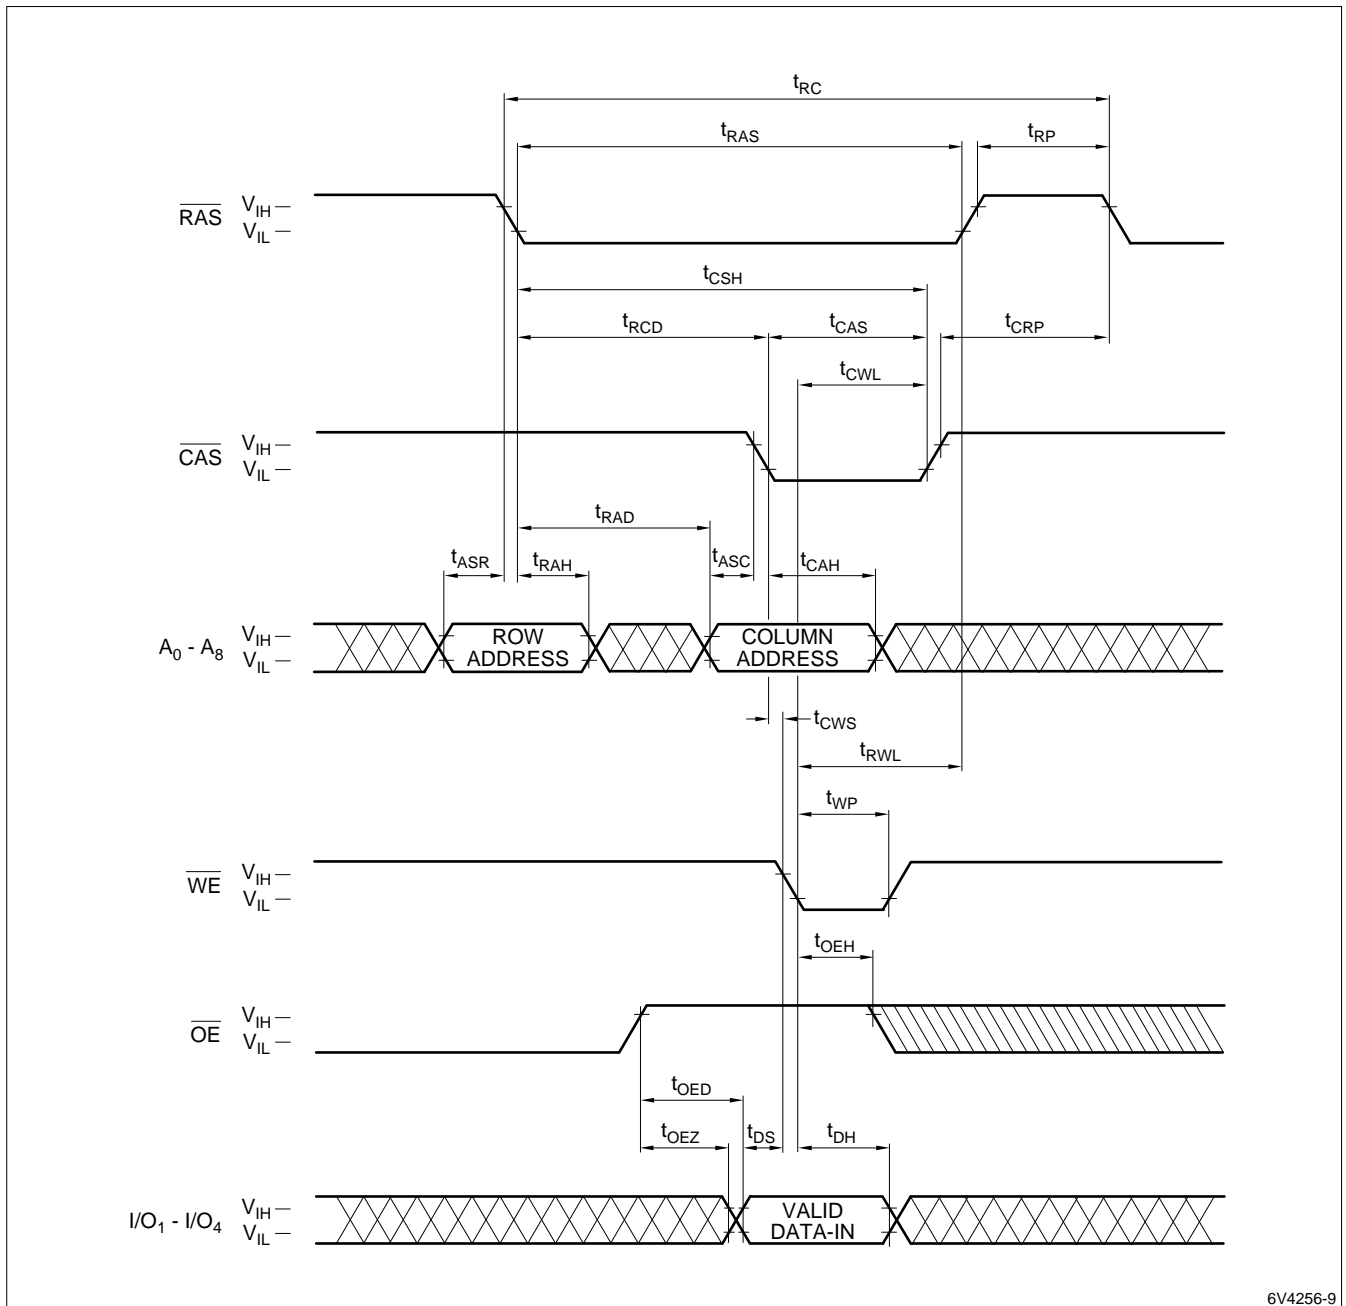 tRC
tRAS
tRP
RAS
VIH
VIL
tCSH
tRCD
tCAS
tCRP
tCWL
CAS
VIH
VIL
tRAD
tASR
tRAH
tASC
tCAH
A0 - A8
VIH
VIL
ROW
ADDRESS
COLUMN
ADDRESS
tCWS
tRWL
tWP
WE
VIH
VIL
tOEH
OE
VIH
VIL
tOED
tOEZ
tDS
tDH
I/O1 - I/O4
VIH
VIL
VALID
DATA-IN
6V4256-9